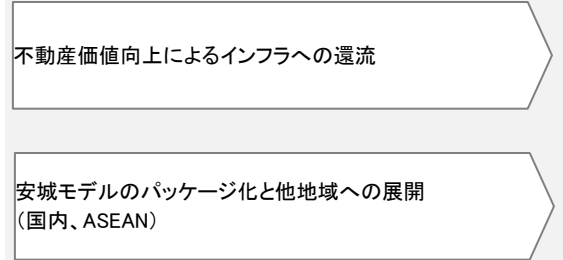 不動産価値向上によるインフラへの還流
安城モデルのパッケージ化と他地域への展開
（国内、ASEAN）